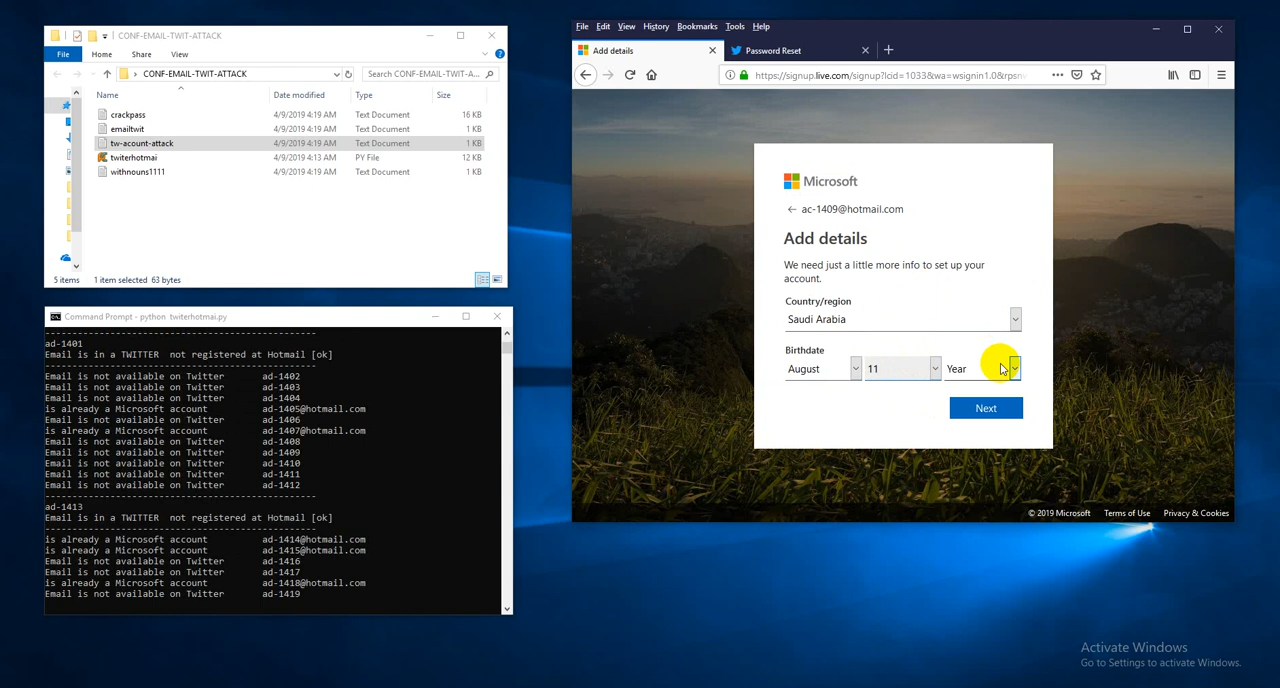 CONF-EMAIL-TWIT-ATTACK
File Home Share View
CONF-EMAIL-TWIT-ATTACK Search CONF-EMAIL-TWIT-A...
Name Date modified Type Size
crackpass 4/9/2019 4:19 AM Text Document 16 KB
emailtwit 4/9/2019 4:19 AM Text Document 1 KB
tw-acount-attack 4/9/2019 4:19 AM Text Document 1 KB
twiterhotmai 4/9/2019 4:13 AM PY File 12 KB
withnouns1111 4/9/2019 4:19 AM Text Document 1 KB
5 items 1 item selected 63 bytes
Command Prompt - python twiterhotmai.py
------------------------------------------------
ad-1401
Email is in a TWITTER not registered at Hotmail [ok]
------------------------------------------------
Email is not available on Twitter ad-1402
Email is not available on Twitter ad-1403
Email is not available on Twitter ad-1404
is already a Microsoft account ad-1405@hotmail.com
Email is not available on Twitter ad-1406
is already a Microsoft account ad-1407@hotmail.com
Email is not available on Twitter ad-1408
Email is not available on Twitter ad-1409
Email is not available on Twitter ad-1410
Email is not available on Twitter ad-1411
Email is not available on Twitter ad-1412
------------------------------------------------
ad-1413
Email is in a TWITTER not registered at Hotmail [ok]
------------------------------------------------
is already a Microsoft account ad-1414@hotmail.com
is already a Microsoft account ad-1415@hotmail.com
Email is not available on Twitter ad-1416
Email is not available on Twitter ad-1417
is already a Microsoft account ad-1418@hotmail.com
Email is not available on Twitter ad-1419
File Edit View History Bookmarks Tools Help
Add details Password Reset
https://signup.live.com/signup?lcid=1033&wa=wsignin1.0&rpsnv
Microsoft
ac-1409@hotmail.com
Add details
We need just a little more info to set up your
account.
Country/region
Saudi Arabia
Birthdate
August 11 Year
Next
© 2019 Microsoft Terms of Use Privacy & Cookies
Activate Windows
Go to Settings to activate Windows.